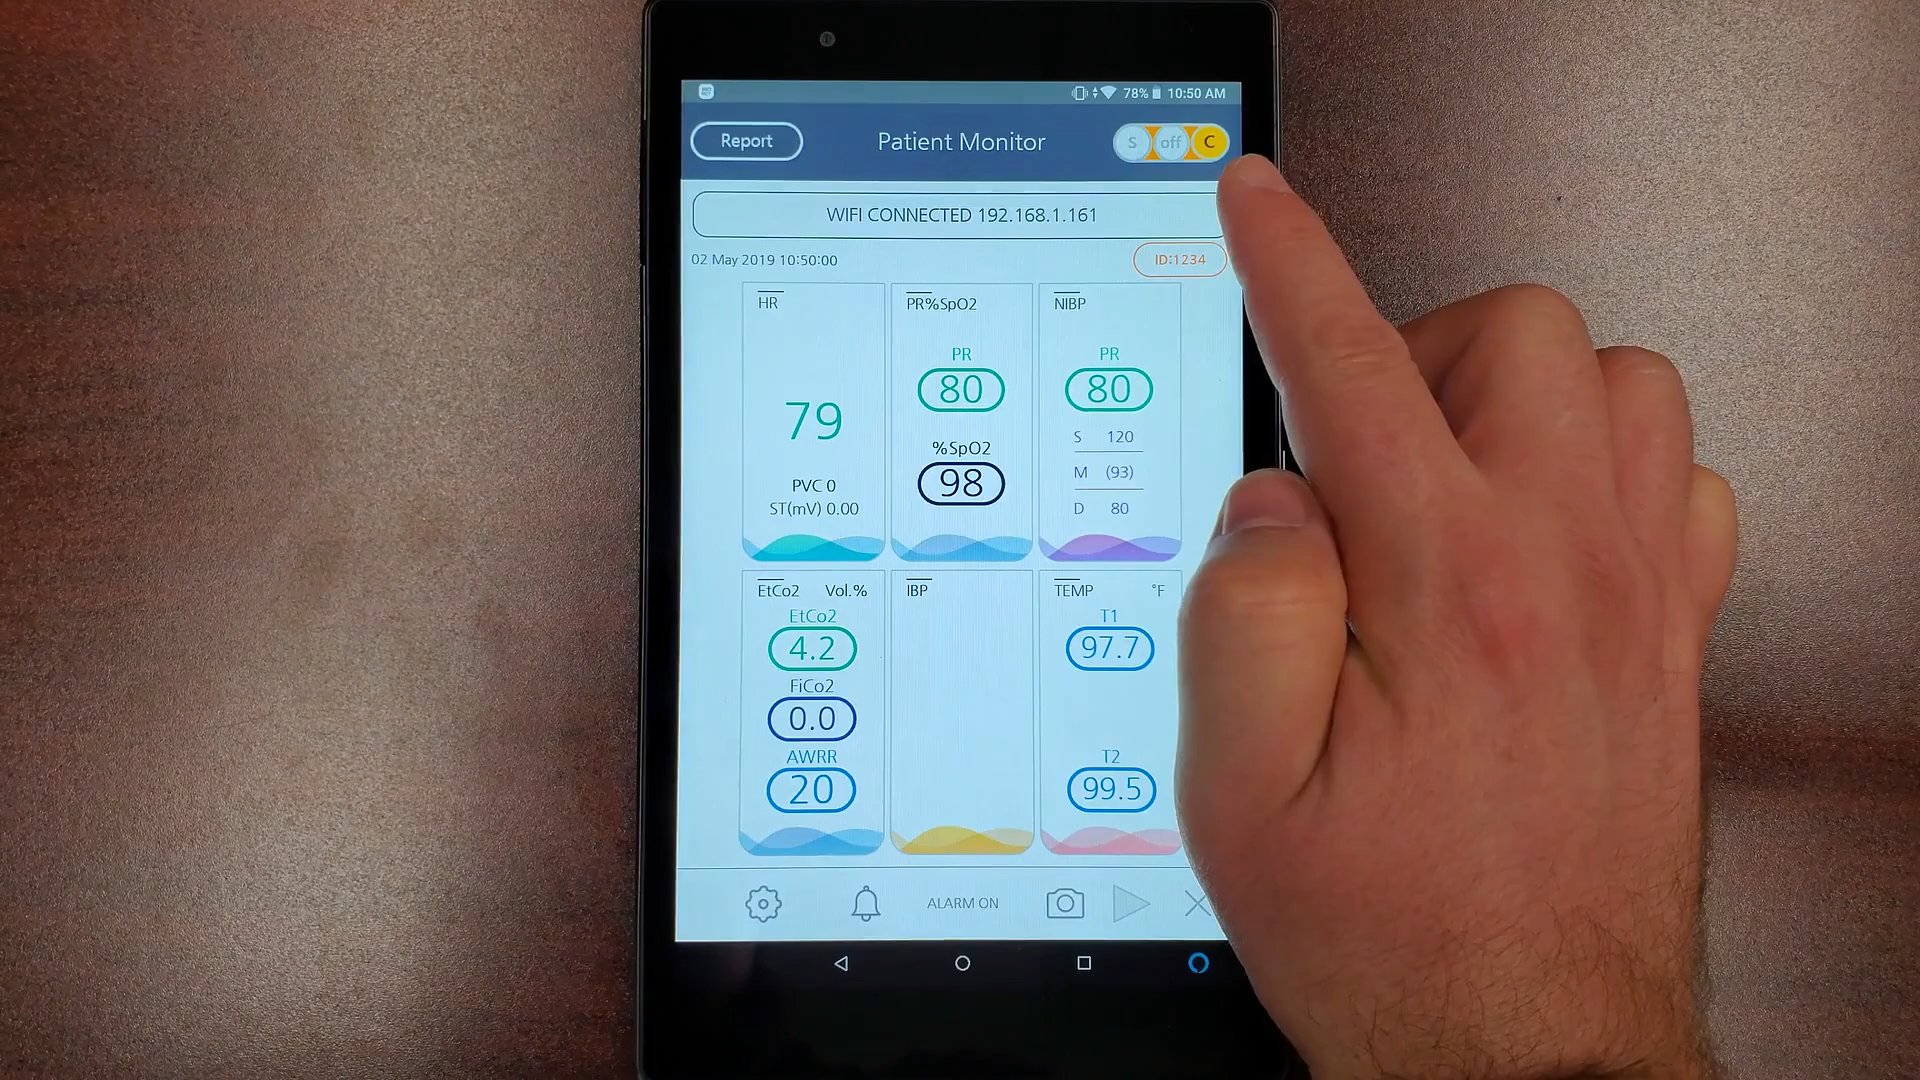 78% 10:50 AM
Report Patient Monitor S off C
WIFI CONNECTED 192.168.1.161
02 May 2019 10:50:00 ID:1234
HR PR%SpO2 NIBP
PR PR
80 80
79
%SpO2 S 120
98 M (93)
PVC 0
ST(mV) 0.00 D 80
EtCo2 Vol.% IBP TEMP °F
EtCo2 T1
4.2 97.7
FiCo2
0.0
AWRR T2
20 99.5
ALARM ON